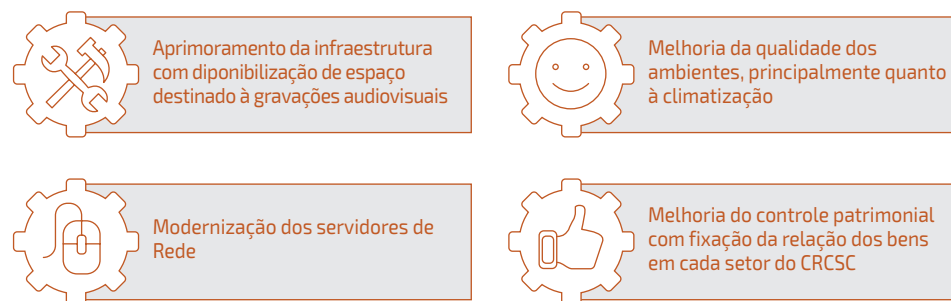 Aprimoramento da infraestrutura
com diponibilização de espaço
destinado à gravações audiovisuais
Melhoria da qualidade dos
ambientes, principalmente quanto
à climatização
Modernização dos servidores de
Rede
Melhoria do controle patrimonial
com fixação da relação dos bens
em cada setor do CRCSC